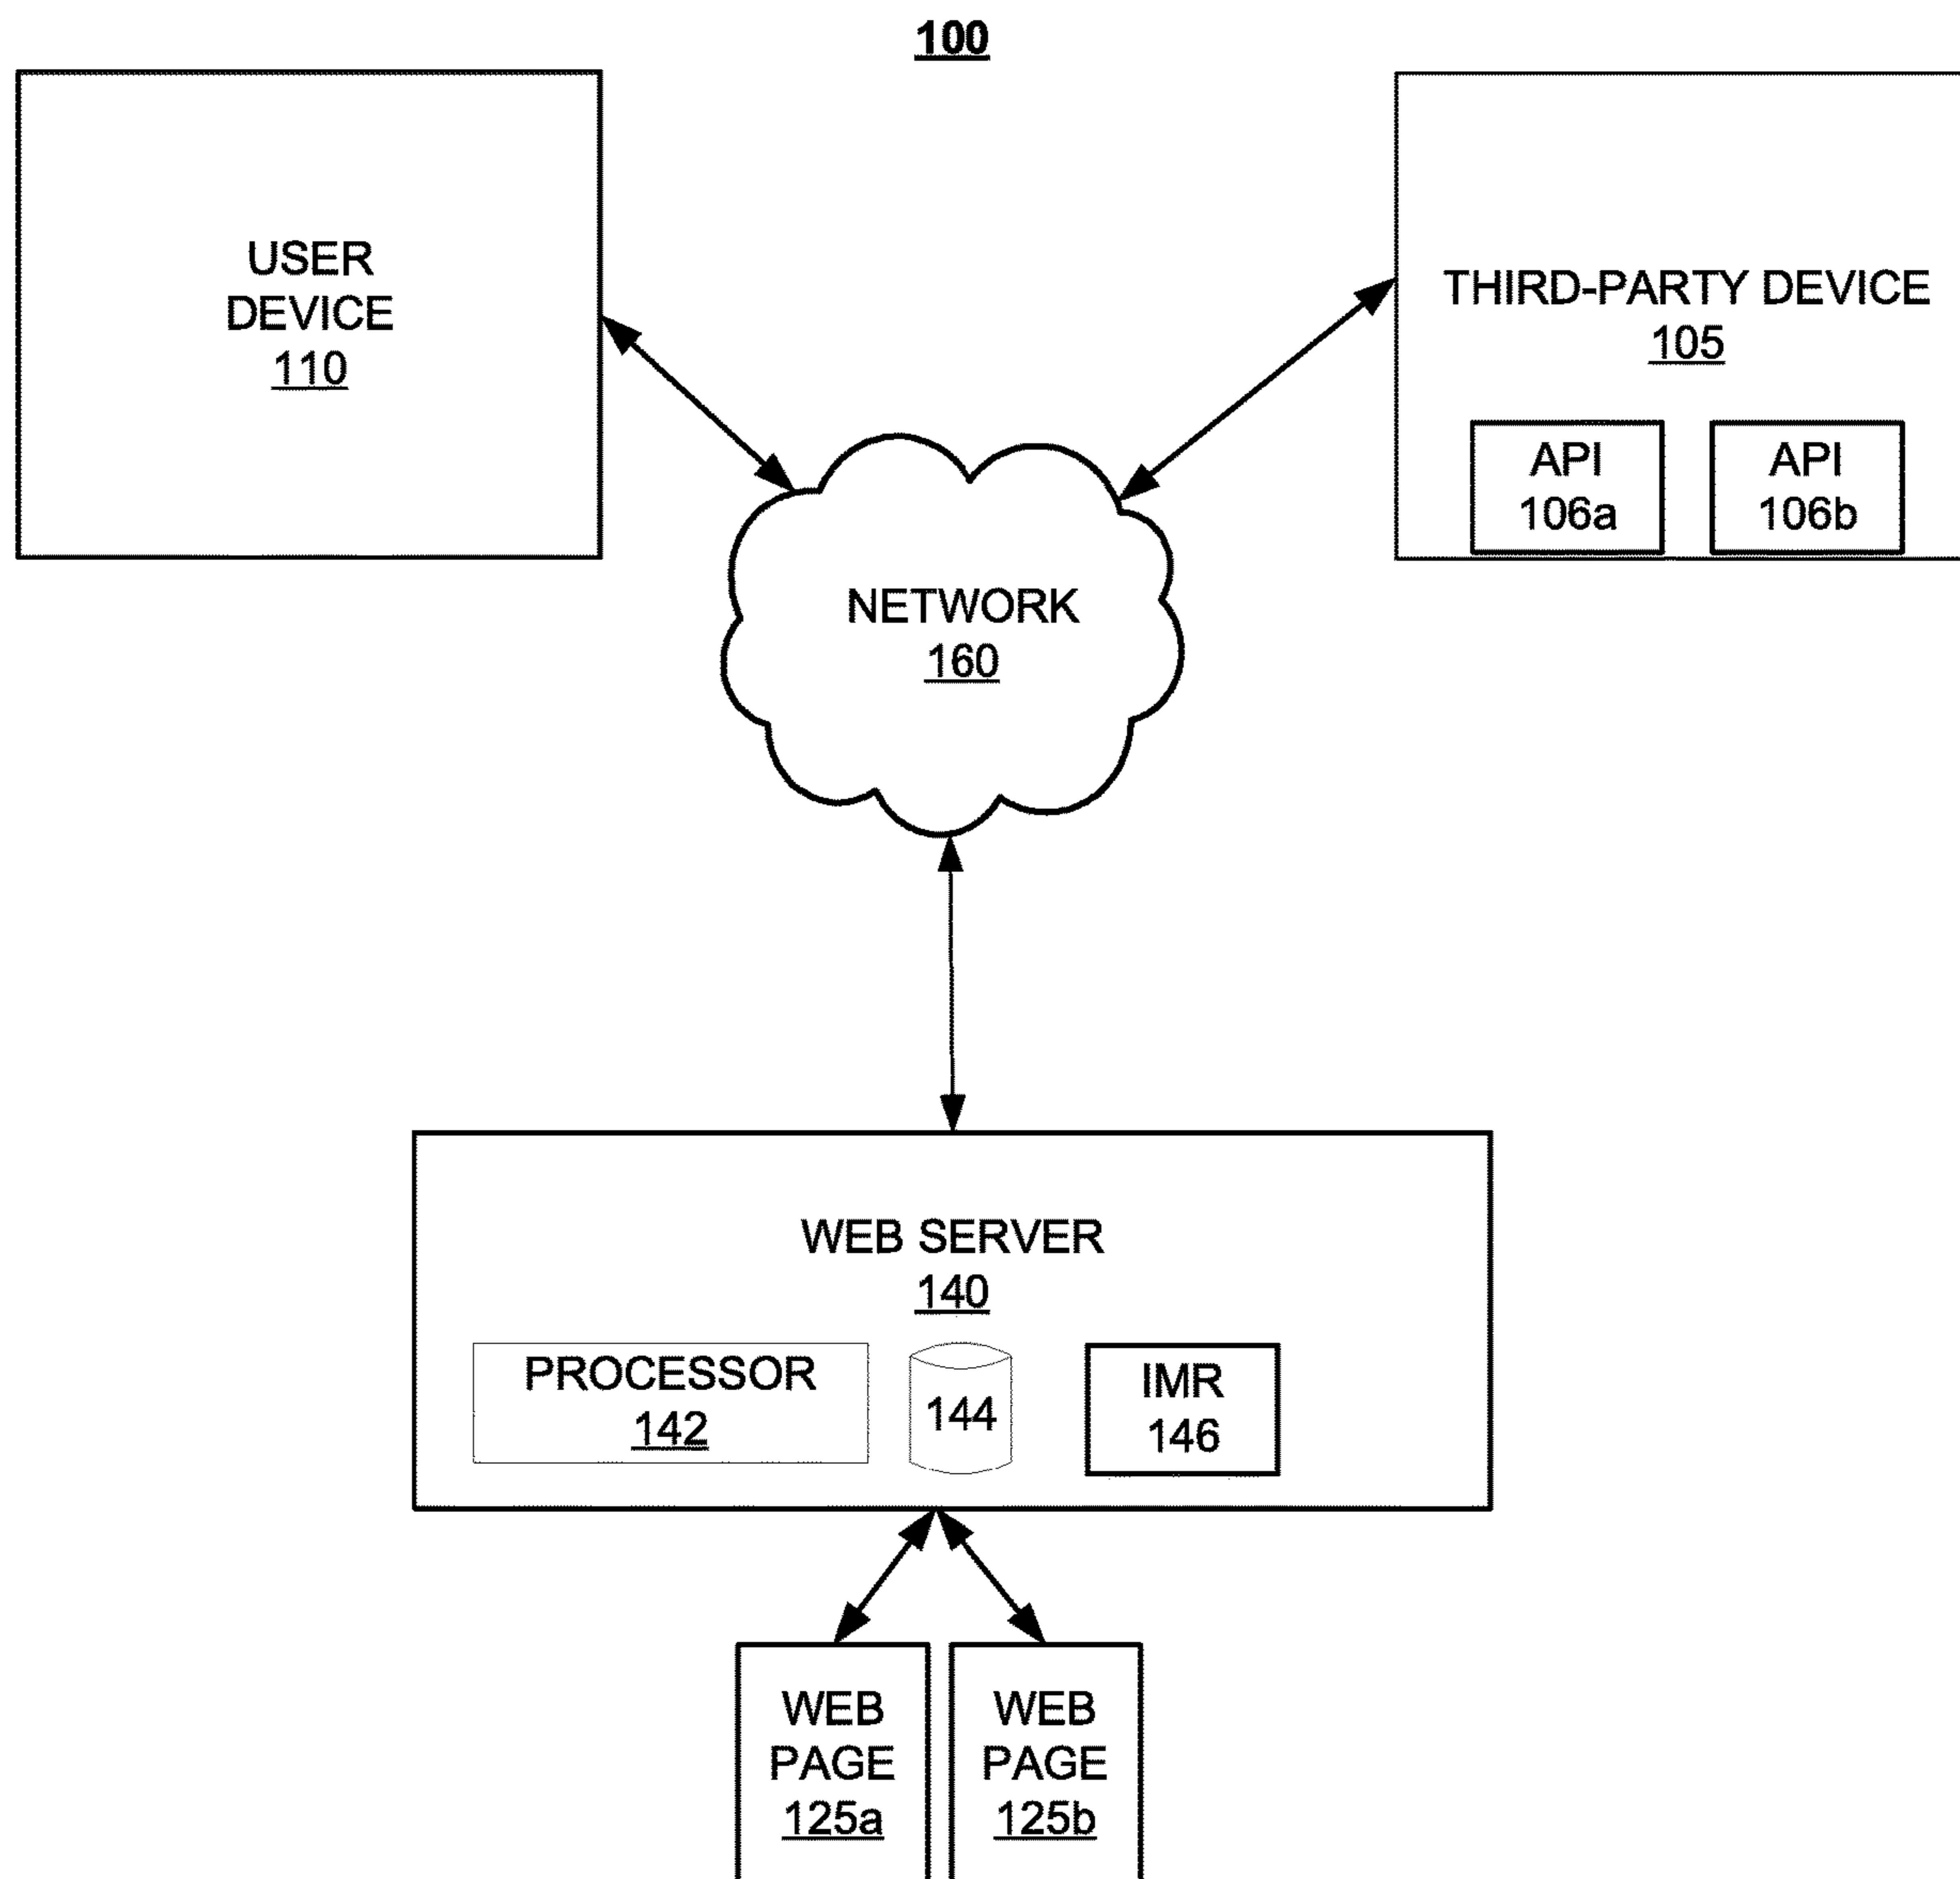 100
USER
DEVICE
110
THIRD-PARTY DEVICE
105
API
106a
API
106b
NETWORK
160
WEB SERVER
140
PROCESSOR
142
144
IMR
146
WEB
PAGE
125a
WEB
PAGE
125b